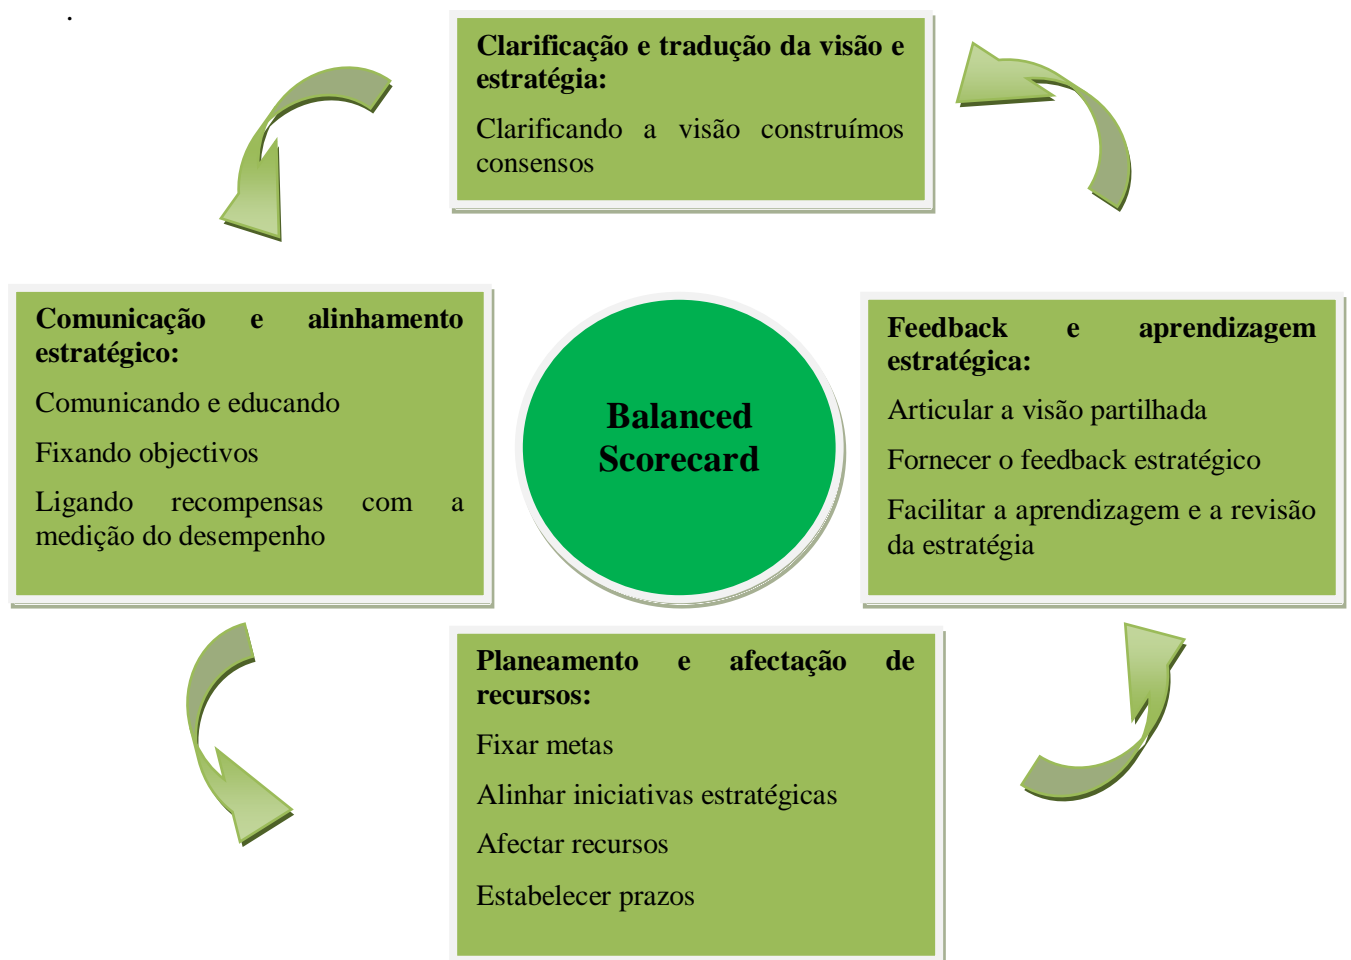 .
Clarificação e tradução da visão e
estratégia:
Clarificando a visão construímos
consensos
Comunicação e alinhamento
estratégico:
Comunicando e educando
Fixando objectivos
Ligando recompensas com a
medição do desempenho
Balanced
Scorecard
Feedback e aprendizagem
estratégica:
Articular a visão partilhada
Fornecer o feedback estratégico
Facilitar a aprendizagem e a revisão
da estratégia
Planeamento e afectação de
recursos:
Fixar metas
Alinhar iniciativas estratégicas
Afectar recursos
Estabelecer prazos